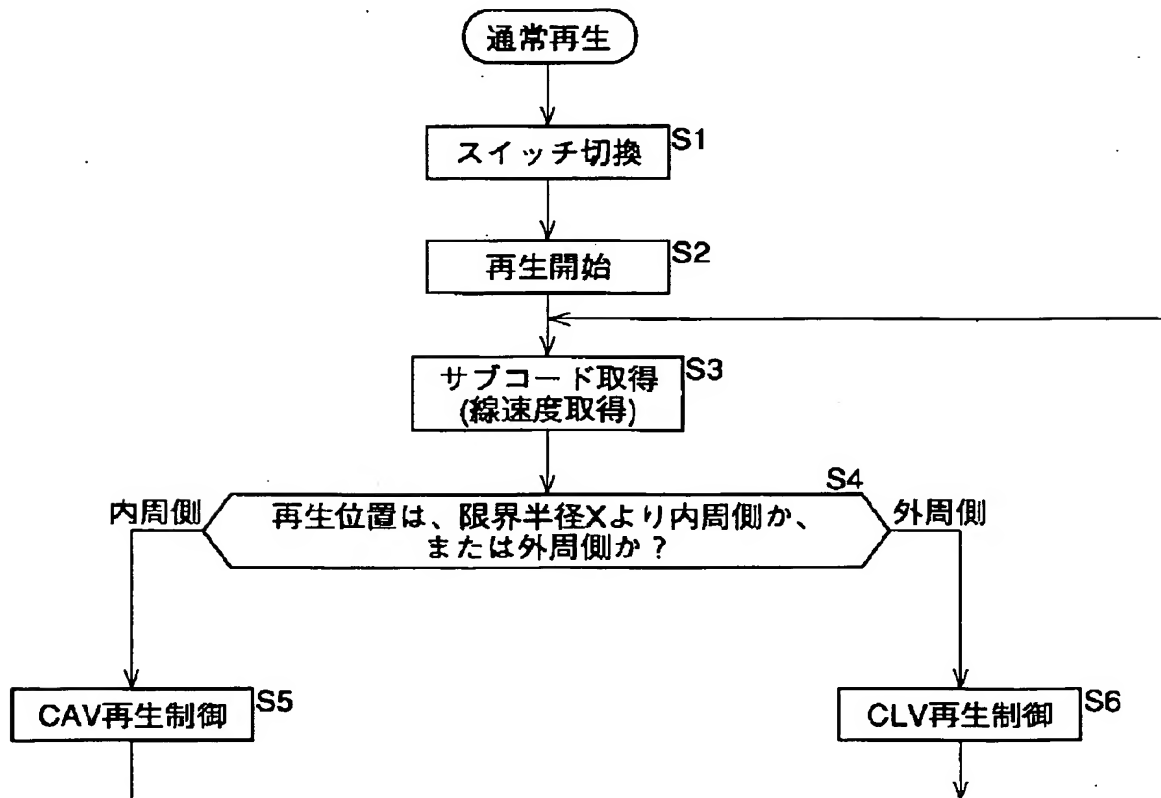 通常再生
スイッチ切換
S1
再生開始
S2
サブコード取得
(線速度取得)
S3
S4
内周側
再生位置は、限界半径Xより内周側か、
または外周側か？
外周側
CAV再生制御
S5
CLV再生制御
S6